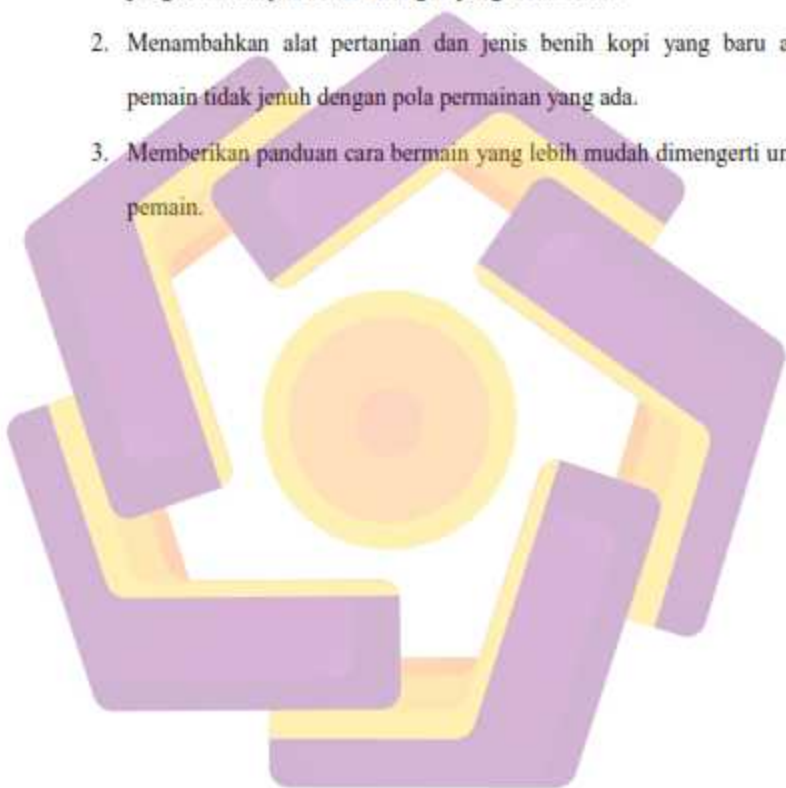 2. Menambahkan alat pertanian dan jenis benih kopi yang baru
pemain tidak jenuh dengan pola permainan yang ada.
3. Memberikan panduan cara bermain yang lebih mudah dimengerti
pemain.